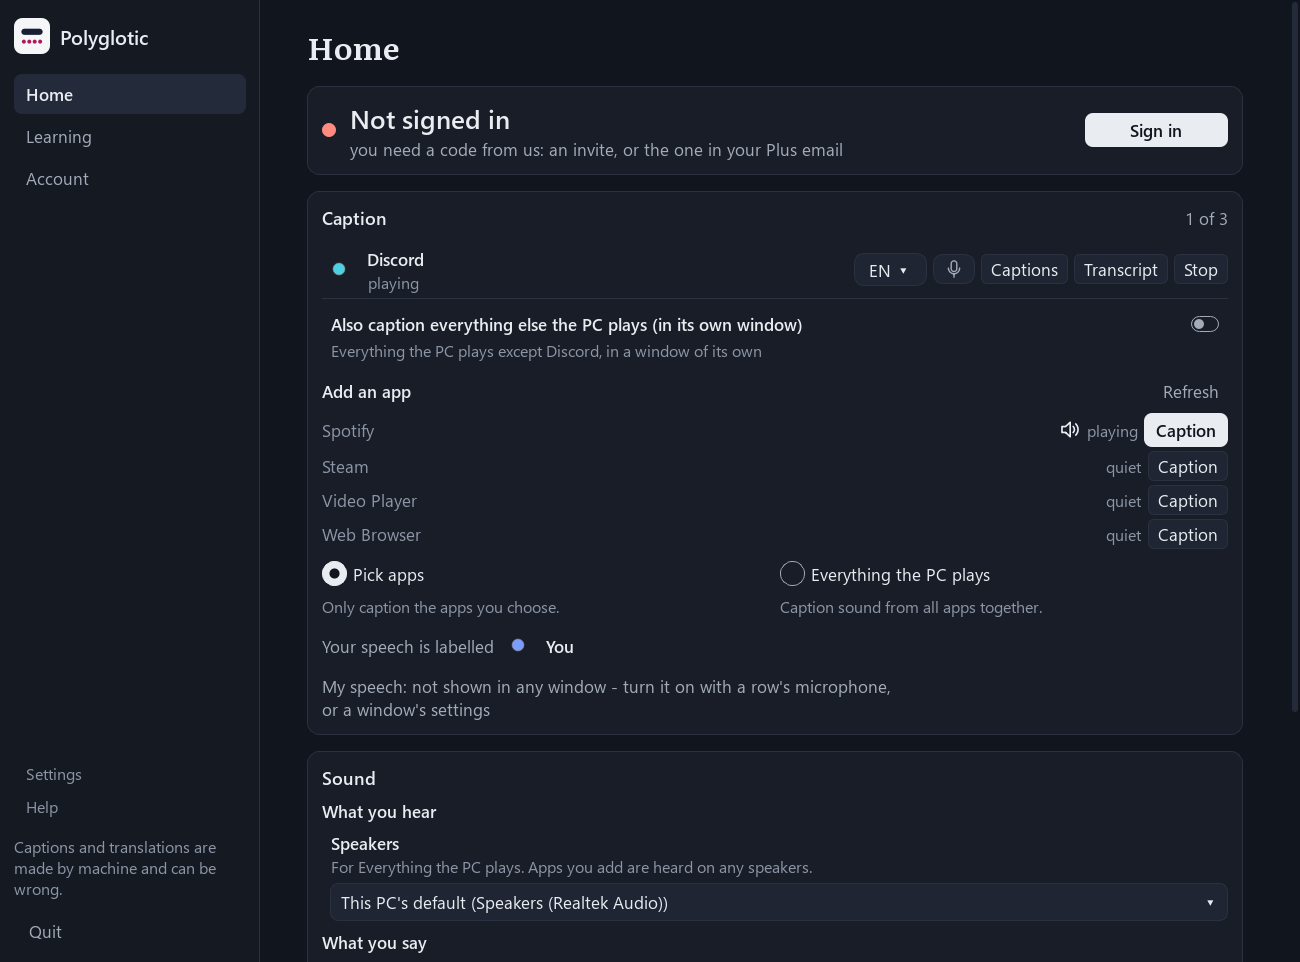 Polyglotic
Home
Learning
Account
Settings
Help
Captions and translations are
made by machine and can be
wrong.
Quit
Home
Not signed in
you need a code from us: an invite, or the one in your Plus email
Sign in
Caption
1 of 3
Discord
playing
EN
Captions
Transcript
Stop
Also caption everything else the PC plays (in its own window)
Everything the PC plays except Discord, in a window of its own
Add an app
Refresh
Spotify
playing
Caption
Steam
quiet
Caption
Video Player
quiet
Caption
Web Browser
quiet
Caption
Pick apps
Only caption the apps you choose.
Everything the PC plays
Caption sound from all apps together.
Your speech is labelled
You
My speech: not shown in any window - turn it on with a row's microphone,
or a window's settings
Sound
What you hear
Speakers
For Everything the PC plays. Apps you add are heard on any speakers.
This PC's default (Speakers (Realtek Audio))
What you say